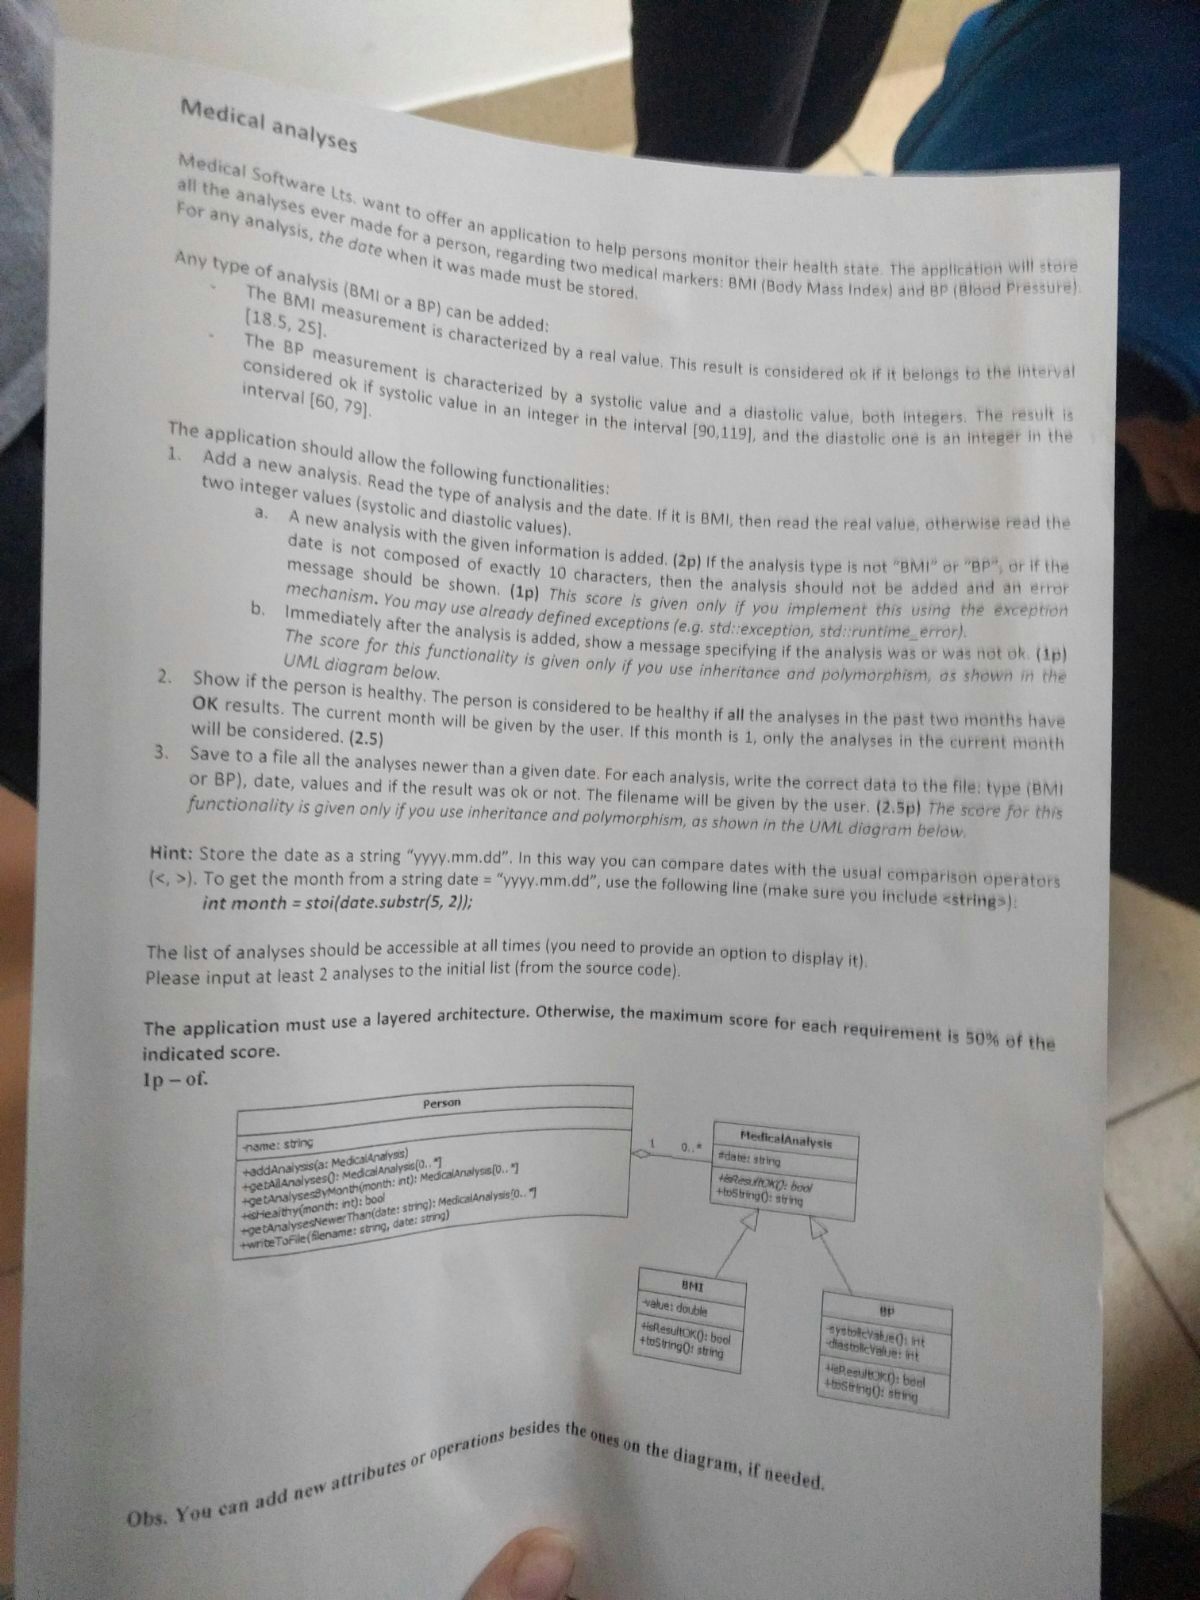 Medical analyses
Medical Software Lts. want to offer an application to help persons monitor their health state. The application will store
all the analyses ever made for a person, regarding two medical markers: BMI (Body Mass Index) and BP (Blood Pressure).
For any analysis, the date when it was made must be stored.
Any type of analysis (BMI or a BP) can be added:
- The BMI measurement is characterized by a real value. This result is considered ok if it belongs to the interval
[18.5, 25].
- The BP measurement is characterized by a systolic value and a diastolic value, both integers. The result is
considered ok if systolic value in an integer in the interval [90,119], and the diastolic one is an integer in the
interval [60, 79].
The application should allow the following functionalities:
1. Add a new analysis. Read the type of analysis and the date. If it is BMI, then read the real value, otherwise read the
two integer values (systolic and diastolic values).
a. A new analysis with the given information is added. (2p) If the analysis type is not "BMI" or "BP", or if the
date is not composed of exactly 10 characters, then the analysis should not be added and an error
message should be shown. (1p) This score is given only if you implement this using the exception
mechanism. You may use already defined exceptions (e.g. std::exception, std::runtime_error).
b. Immediately after the analysis is added, show a message specifying if the analysis was or was not ok. (1p)
The score for this functionality is given only if you use inheritance and polymorphism, as shown in the
UML diagram below.
2. Show if the person is healthy. The person is considered to be healthy if all the analyses in the past two months have
OK results. The current month will be given by the user. If this month is 1, only the analyses in the current month
will be considered. (2.5)
3. Save to a file all the analyses newer than a given date. For each analysis, write the correct data to the file: type (BMI
or BP), date, values and if the result was ok or not. The filename will be given by the user. (2.5p) The score for this
functionality is given only if you use inheritance and polymorphism, as shown in the UML diagram below.
Hint: Store the date as a string "yyyy.mm.dd". In this way you can compare dates with the usual comparison operators
(<, >). To get the month from a string date = "yyyy.mm.dd", use the following line (make sure you include <string>):
int month = stoi(date.substr(5, 2));
The list of analyses should be accessible at all times (you need to provide an option to display it).
Please input at least 2 analyses to the initial list (from the source code).
The application must use a layered architecture. Otherwise, the maximum score for each requirement is 50% of the
indicated score.
1p – of.
Person
-name: string
+addAnalysis(a: MedicalAnalysis)
+getAllAnalyses(): MedicalAnalysis[0..*]
+getAnalysesByMonth(month: int): MedicalAnalysis[0..*]
+isHealthy(month: int): bool
+getAnalysesNewerThan(date: string): MedicalAnalysis[0..*]
+writeToFile(filename: string, date: string)
1 0..*
MedicalAnalysis
#date: string
+isResultOK(): bool
+toString(): string
BMI
-value: double
+isResultOK(): bool
+toString(): string
BP
-systolicValue(): int
-diastolicValue: int
+isResultOK(): bool
+toString(): string
Obs. You can add new attributes or operations besides the ones on the diagram, if needed.